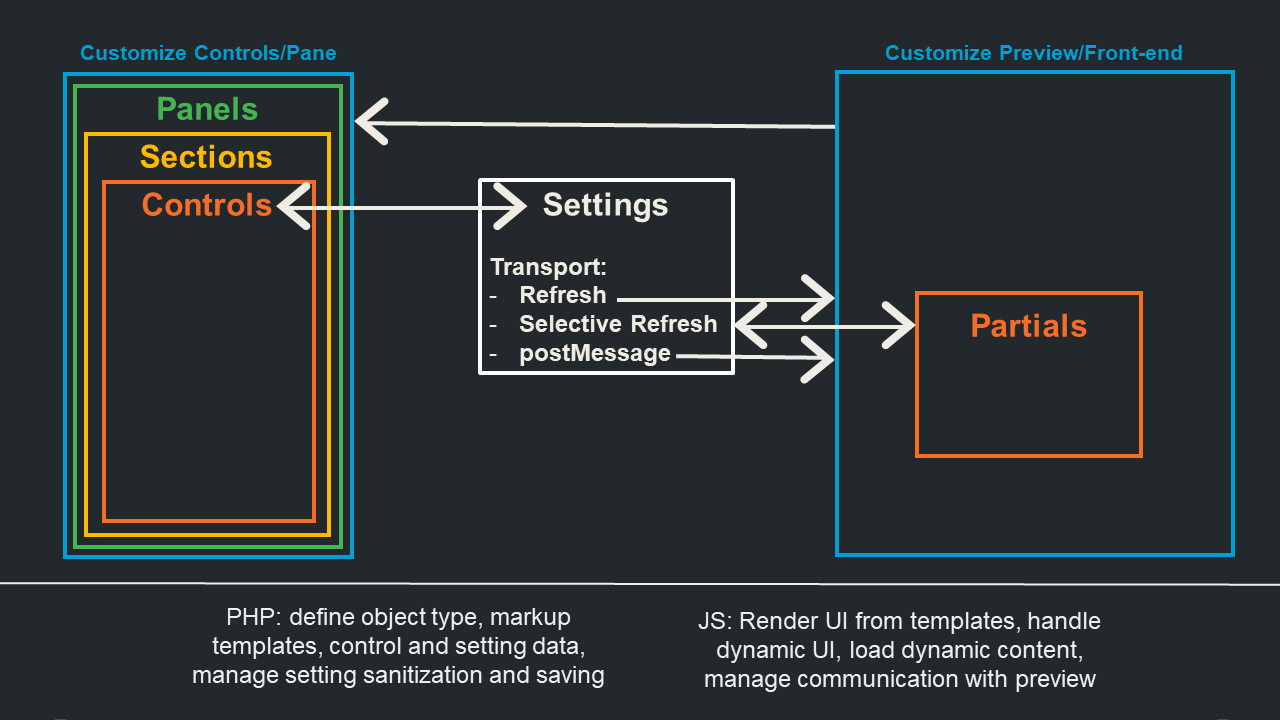 Customize Controls/Pane
Customize Preview/Front-end
Panels
Sections
Controls
Settings
Transport:
- Refresh
- Selective Refresh
- postMessage
Partials
PHP: define object type, markup
templates, control and setting data,
manage setting sanitization and saving
JS: Render UI from templates, handle
dynamic UI, load dynamic content,
manage communication with preview